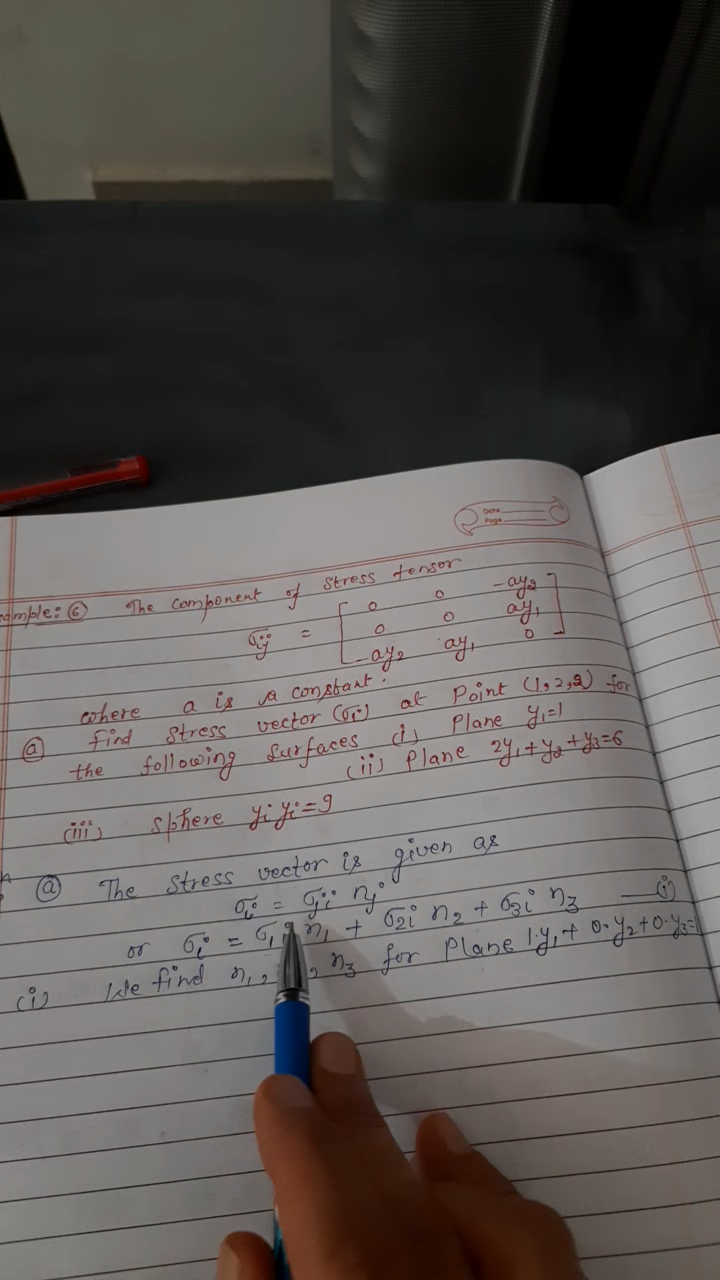 Date
Page
ample: ⑥ The component of stress tensor
σij = [ 0 0 -ay2
0 0 ay1
-ay2 ay1 0 ]
where a is a constant.
ⓐ find stress vector (σi) at Point (1,2,2) for
the following surfaces (i) Plane y1=1
(ii) Plane 2y1+y2+y3=6
(iii) sphere yiyi=9
ⓐ The stress vector is given as
σi = σji nj
or σi = σ1i n1 + σ2i n2 + σ3i n3 —(i)
(i) We find n1, n3 for Plane 1.y1+0.y2+0.y3=1